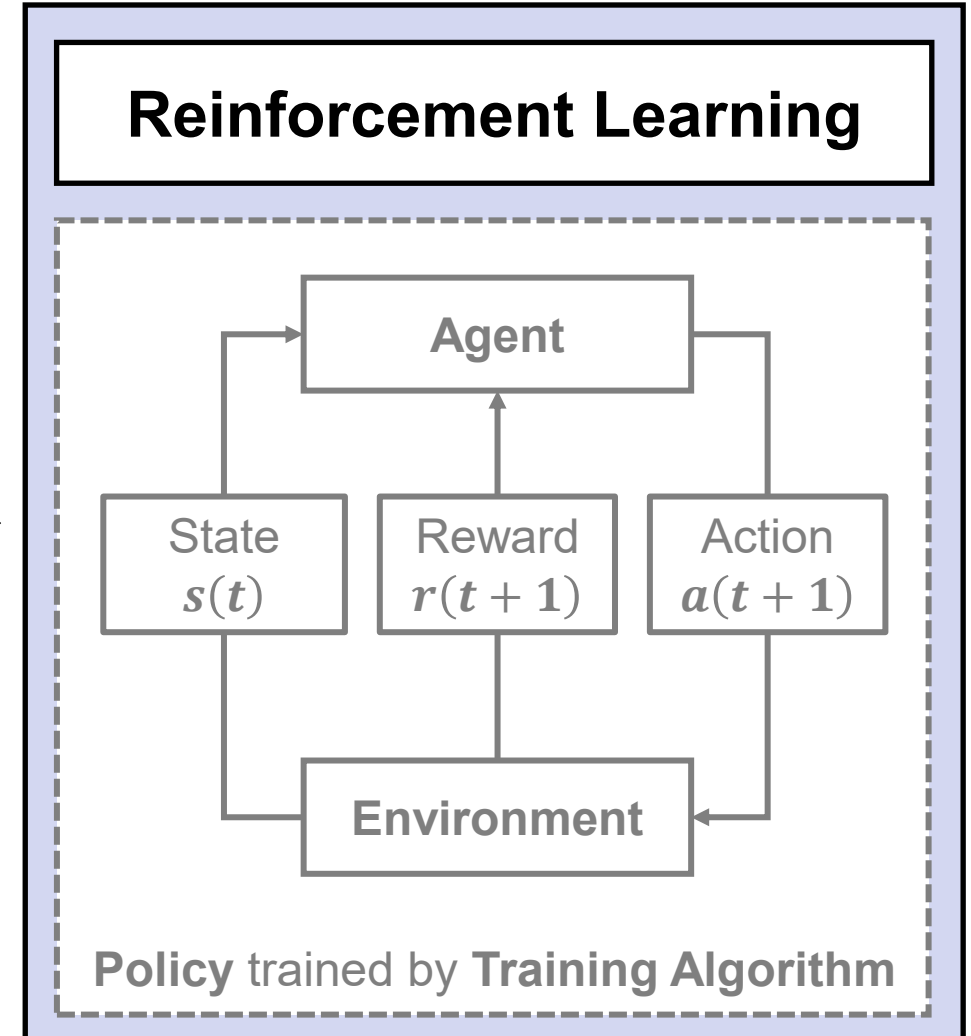 Reinforcement Learning
Agent
State
s(t)
Reward
r(t + 1)
Action
a(t + 1)
Environment
Policy trained by Training Algorithm